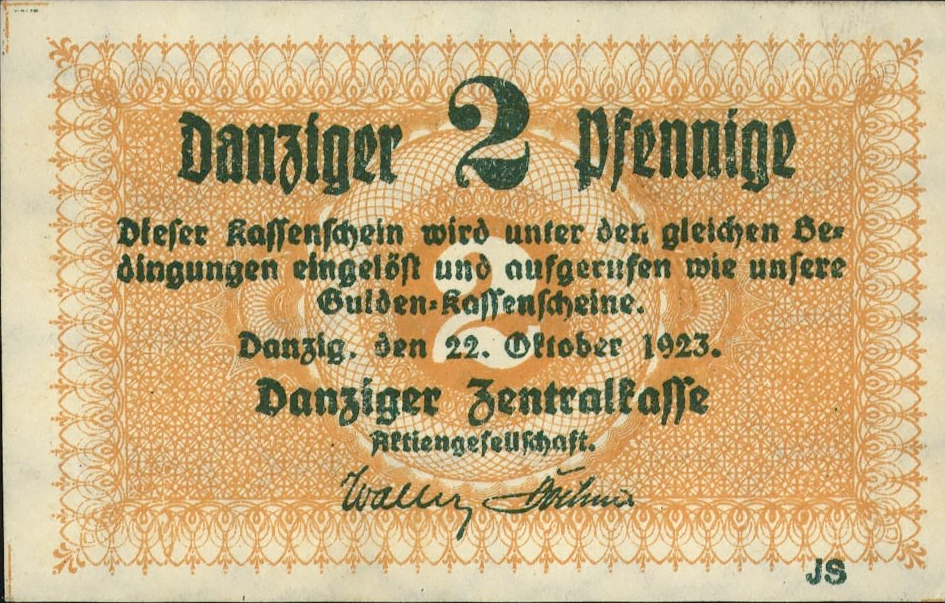 Danziger 2 Pfennige
Dieser Kassenschein wird unter den gleichen Be-
dingungen eingelöst und aufgerufen wie unsere
Gulden-Kassenscheine.
2
Danzig, den 22. Oktober 1923.
Danziger Zentralkasse
Aktiengesellschaft.
JS